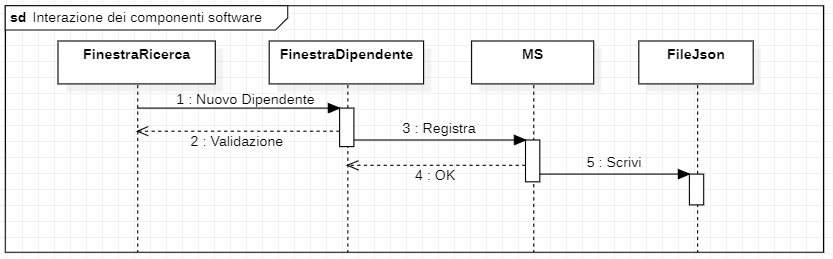 sd Interazione dei componenti software
FinestraRicerca
FinestraDipendente
MS
FileJson
1 : Nuovo Dipendente
2 : Validazione
3 : Registra
4 : OK
5 : Scrivi